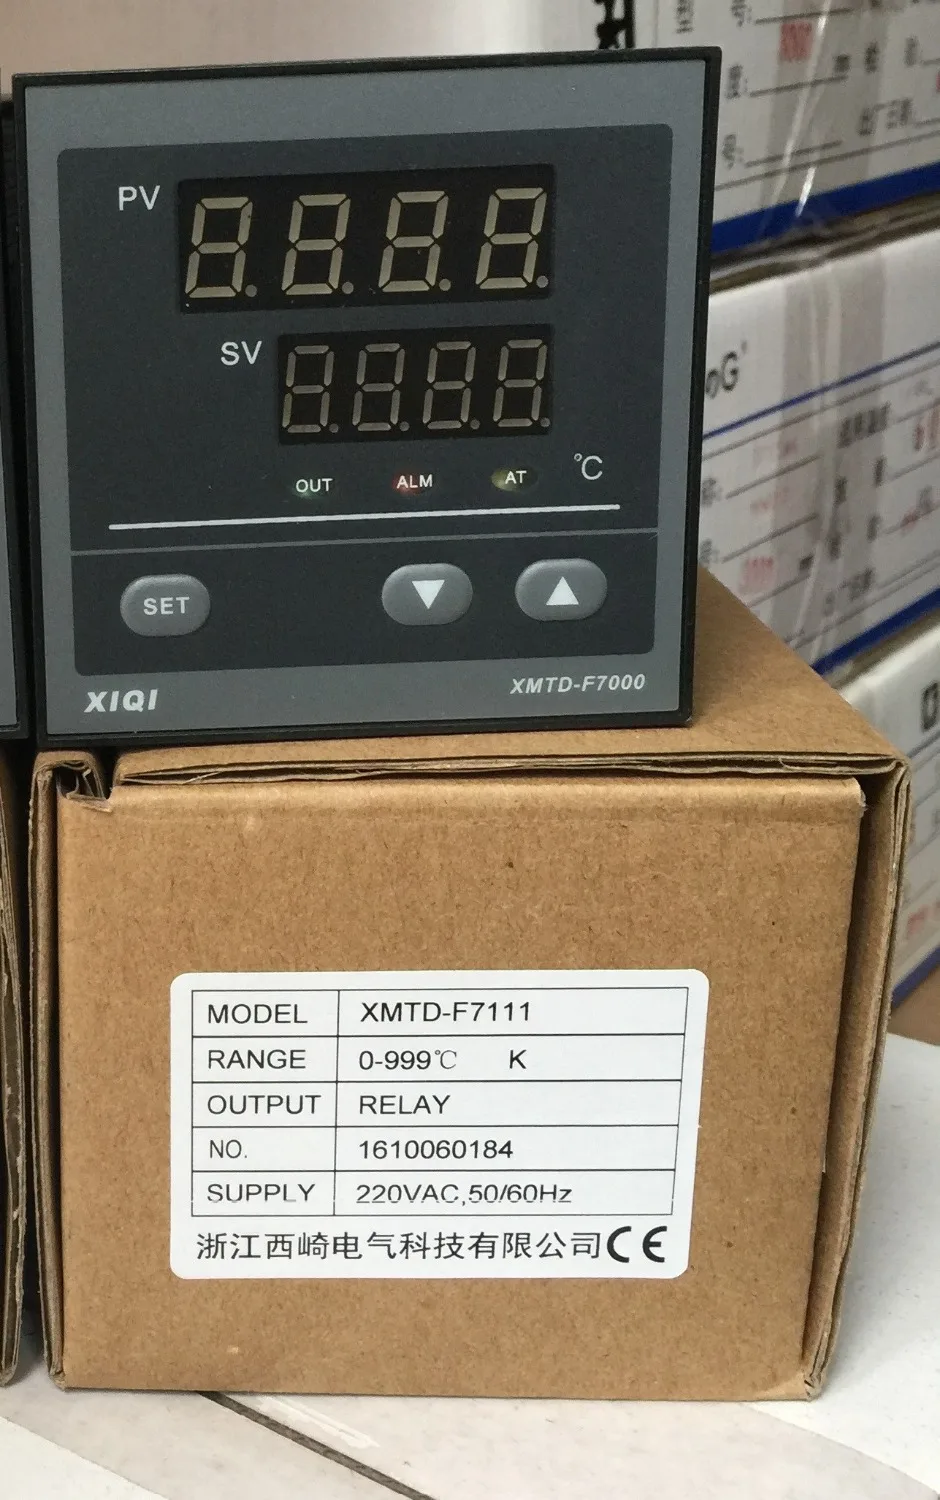 PV
SV
OUT ALM AT °C
SET ▼ ▲
XIQI XMTD-F7000
MODEL XMTD-F7111
RANGE 0-999℃ K
OUTPUT RELAY
NO. 1610060184
SUPPLY 220VAC,50/60Hz
浙江西崎电气科技有限公司 CE